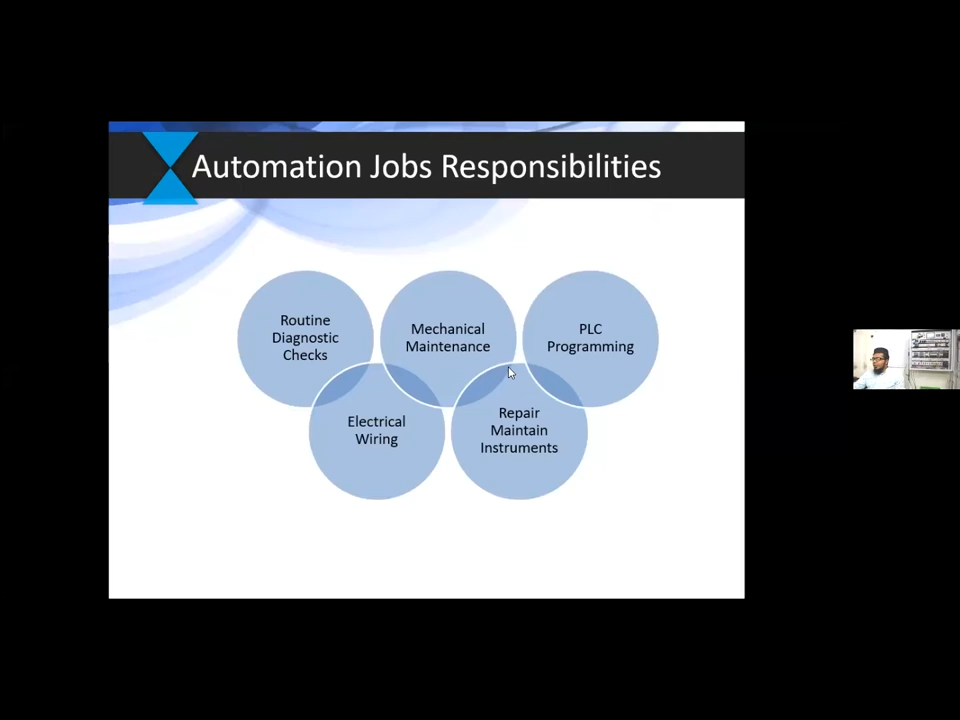 Automation Jobs Responsibilities
Routine
Diagnostic
Checks
Mechanical
Maintenance
PLC
Programming
Electrical
Wiring
Repair
Maintain
Instruments